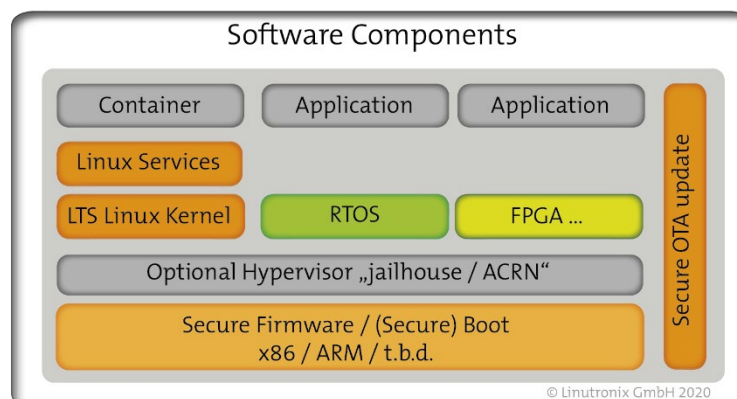 Software Components
Container
Application
Application
Linux Services
LTS Linux Kernel
RTOS
FPGA ...
Optional Hypervisor „jailhouse / ACRN“
Secure Firmware / (Secure) Boot
x86 / ARM / t.b.d.
Secure OTA update
© Linutronix GmbH 2020